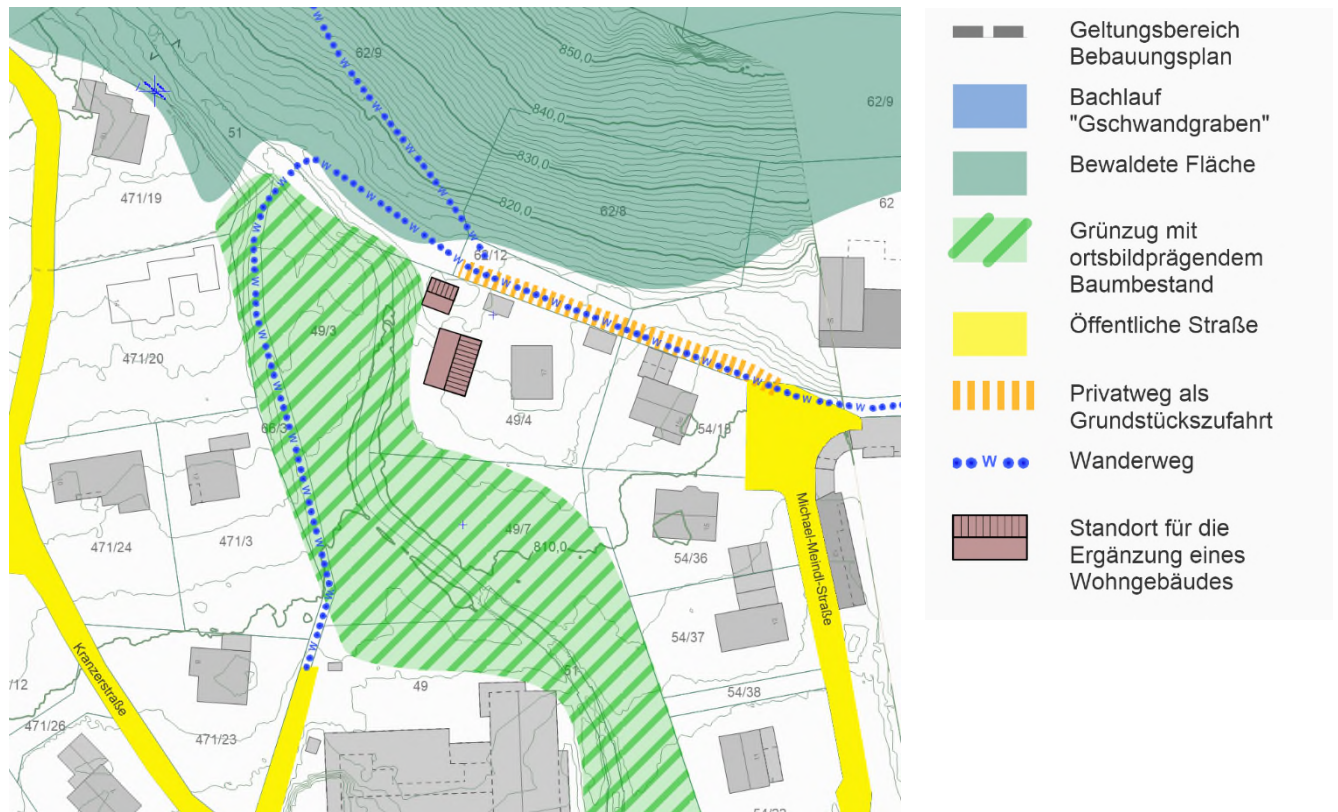 62/9
850,0
840,0
62/9
830,0
51
820,0
62/8
471/19
62
62/12
49/3
471/20
49/4
54/13
66/3
49/7
810,0
54/36
471/24
471/3
Michael-Meindl-Straße
54/37
Kranzerstraße
51
49
54/38
/12
471/26
471/23
Geltungsbereich
Bebauungsplan
Bachlauf
"Gschwandgraben"
Bewaldete Fläche
Grünzug mit
ortsbildprägendem
Baumbestand
Öffentliche Straße
Privatweg als
Grundstückszufahrt
W
Wanderweg
Standort für die
Ergänzung eines
Wohngebäudes